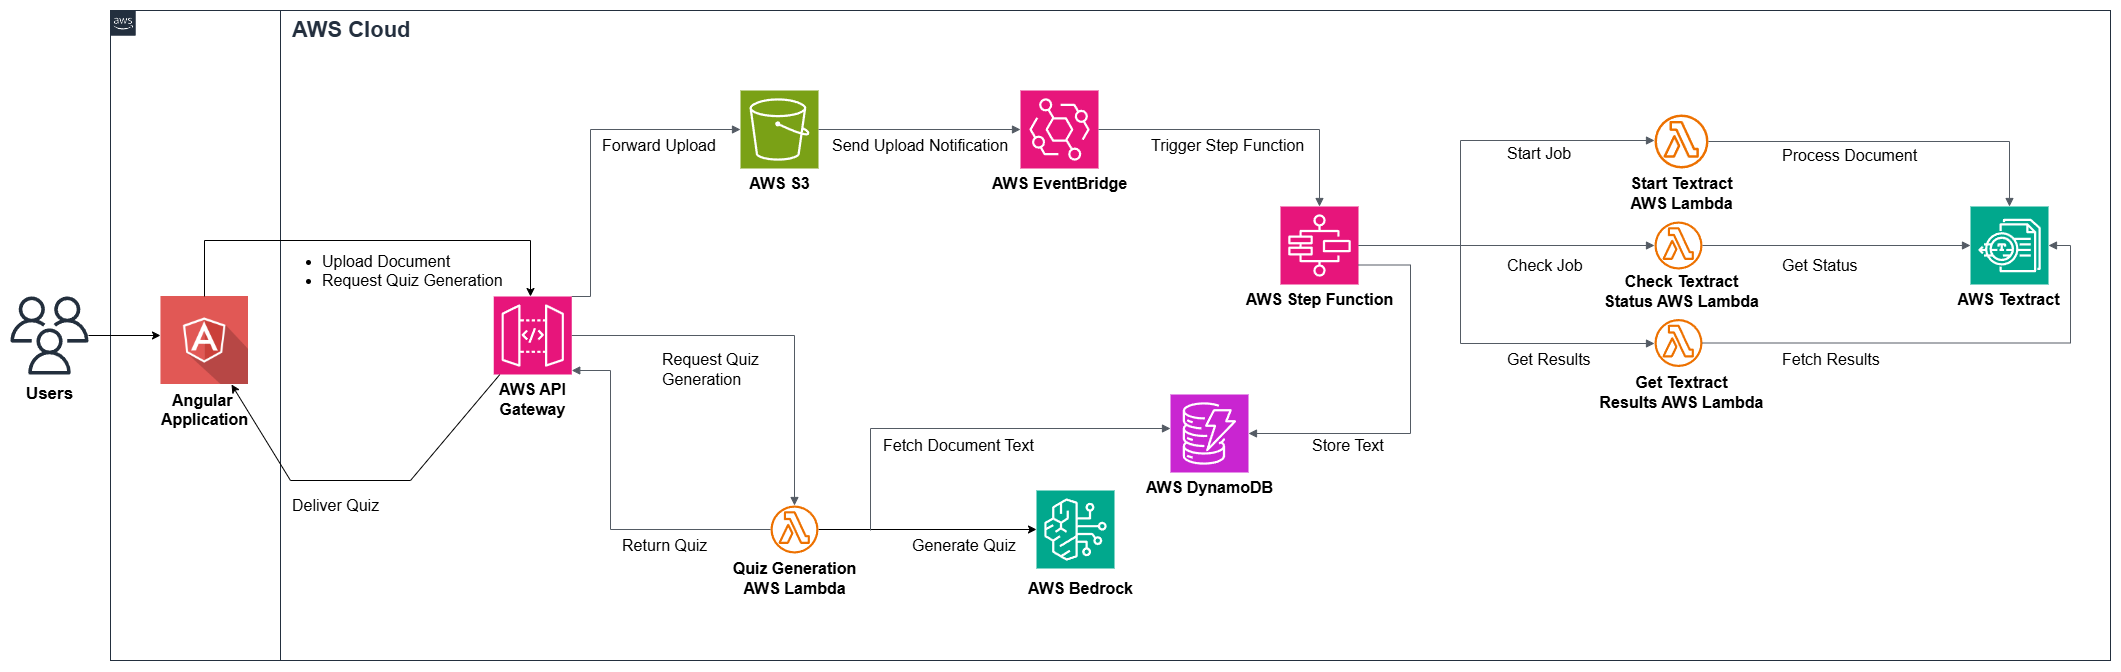 aws
AWS Cloud
Users
Angular
Application
• Upload Document
• Request Quiz Generation
AWS API
Gateway
Deliver Quiz
Forward Upload
AWS S3
Send Upload Notification
AWS EventBridge
Trigger Step Function
AWS Step Function
Start Job
Start Textract
AWS Lambda
Process Document
Check Job
Check Textract
Status AWS Lambda
Get Status
AWS Textract
Get Results
Get Textract
Results AWS Lambda
Fetch Results
Request Quiz
Generation
Fetch Document Text
AWS DynamoDB
Store Text
Return Quiz
Quiz Generation
AWS Lambda
Generate Quiz
AWS Bedrock